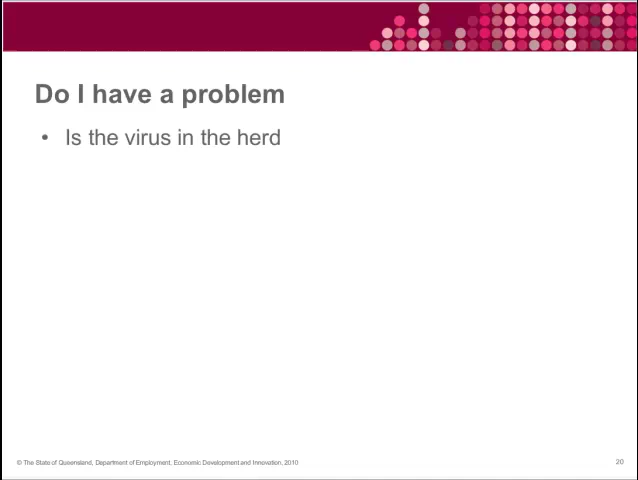 Do I have a problem
• Is the virus in the herd
© The State of Queensland, Department of Employment, Economic Development and Innovation, 2010
20